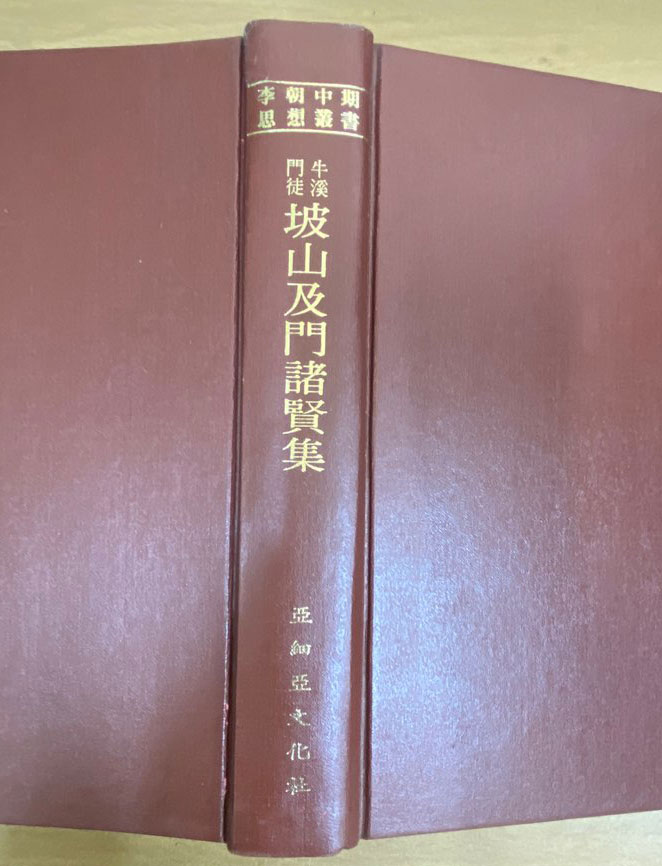 李朝中期
思想叢書
牛溪
門徒
坡山及門諸賢集
亞細亞文化社